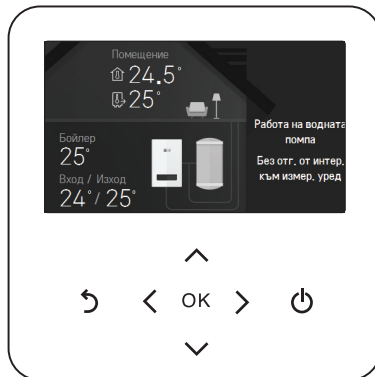 Помещение
24.5°
25°
Бойлер
25°
Вход / Изход
24°/ 25°
Работа на водната
помпа
Без отг. от интер.
към измер. уред
OK